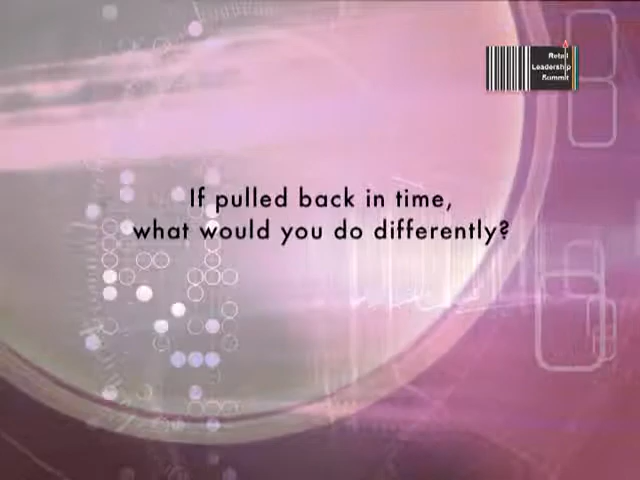 Retail
Leadership
Summit
If pulled back in time,
what would you do differently?